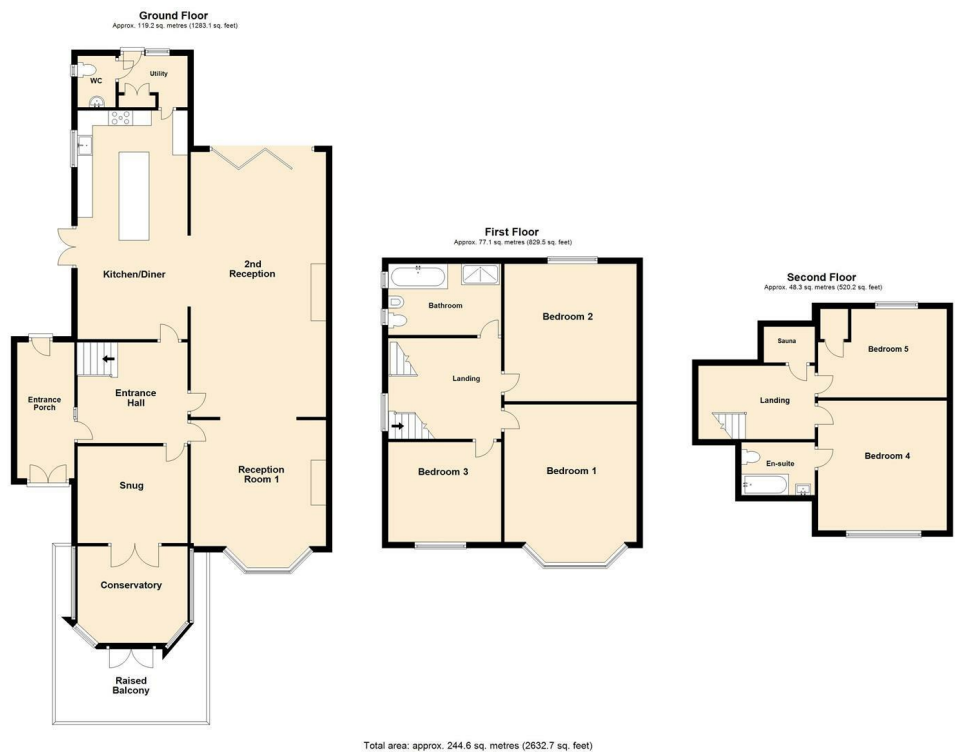 Ground Floor
Approx. 119.2 sq. metres (1283.1 sq. feet)
WC
Utility
Kitchen/Diner
2nd
Reception
Entrance
Porch
Entrance
Hall
Snug
Reception
Room 1
Conservatory
Raised
Balcony
First Floor
Approx. 77.1 sq. metres (829.5 sq. feet)
Bathroom
Bedroom 2
Landing
Bedroom 3
Bedroom 1
Second Floor
Approx. 48.3 sq. metres (520.2 sq. feet)
Sauna
Bedroom 5
Landing
En-suite
Bedroom 4
Total area: approx. 244.6 sq. metres (2632.7 sq. feet)